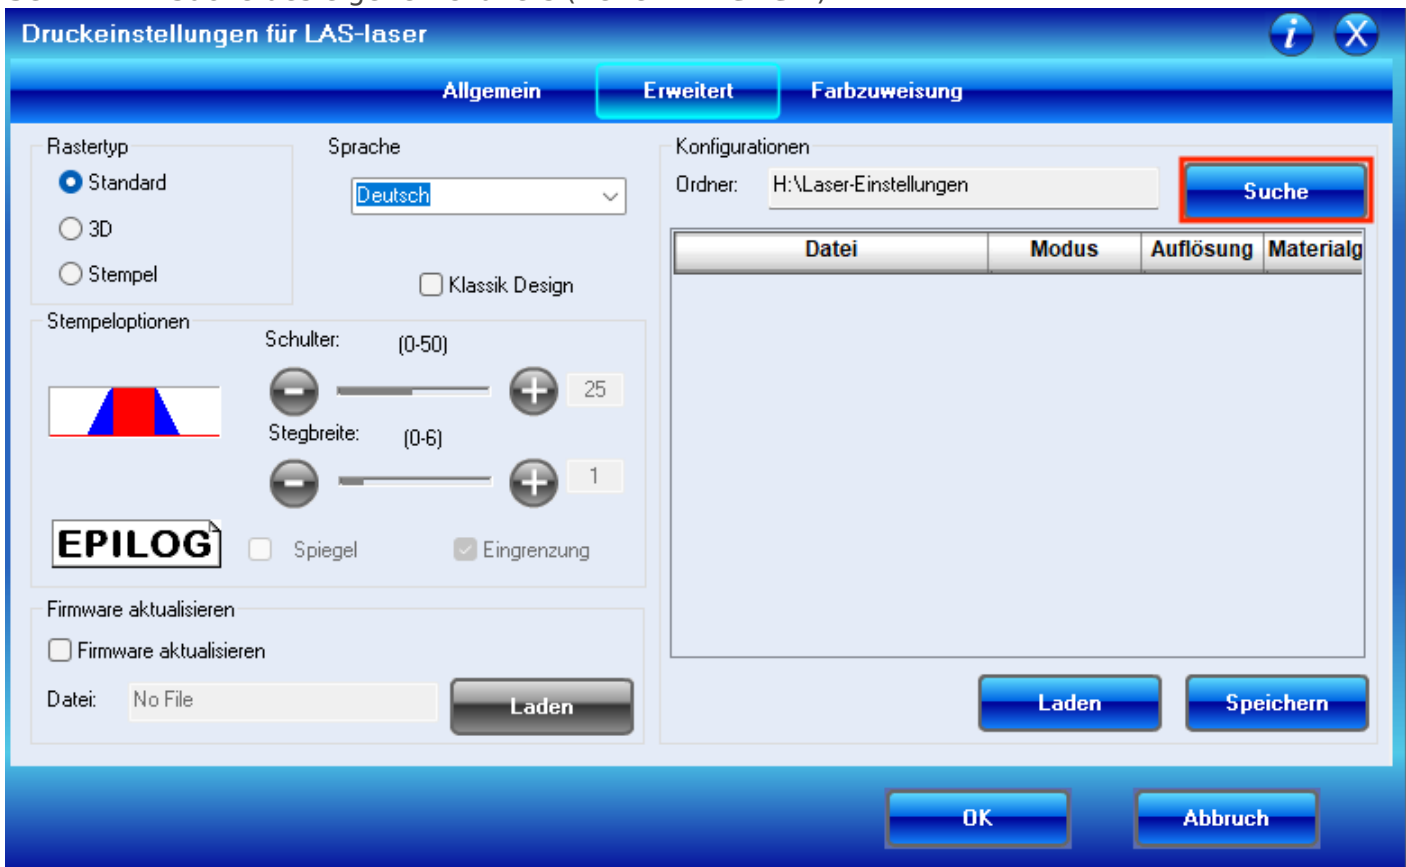 Druckeinstellungen für LAS-laser
Allgemein Erweitert Farbzuweisung
Rastertyp
Standard
3D
Stempel
Sprache
Deutsch
Klassik Design
Stempeloptionen
Schulter: (0-50)
25
Stegbreite: (0-6)
1
EPILOG
Spiegel
Eingrenzung
Firmware aktualisieren
Firmware aktualisieren
Datei: No File
Laden
Konfigurationen
Ordner: H:\Laser-Einstellungen
Suche
Datei Modus Auflösung Materialg
Laden Speichern
OK Abbruch